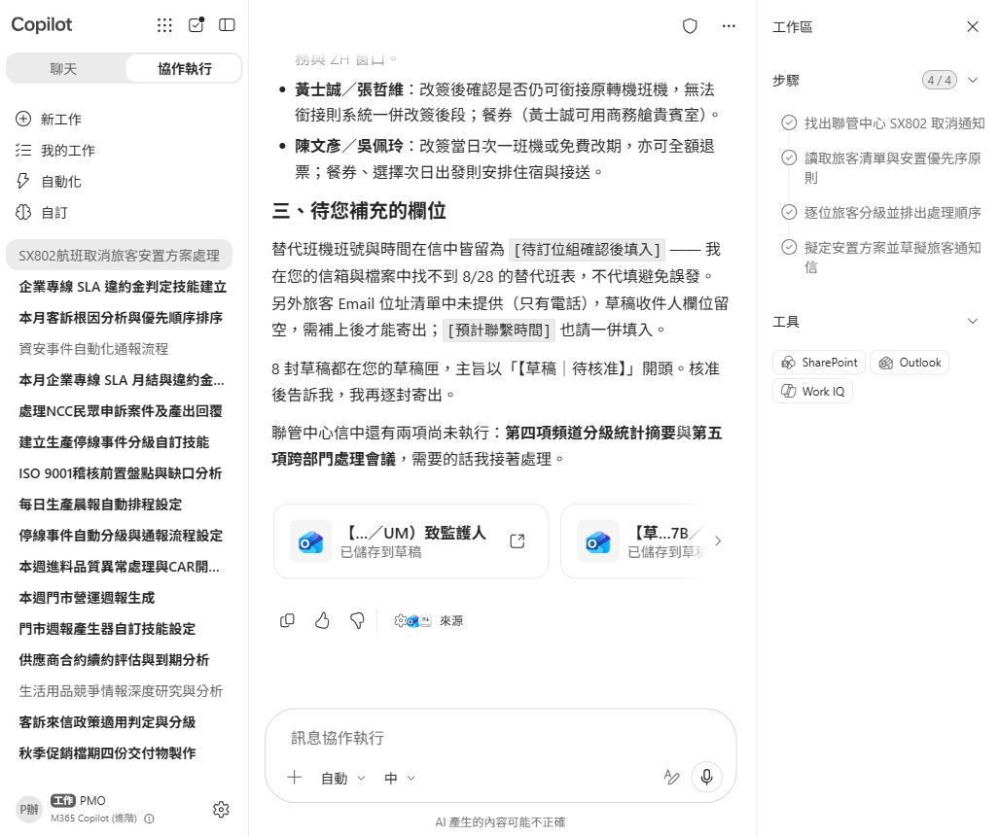 Copilot
聊天
協作執行
新工作
我的工作
自動化
自訂
SX802航班取消旅客安置方案處理
企業專線 SLA 違約金判定技能建立
本月客訴根因分析與優先順序排序
資安事件自動化通報流程
本月企業專線 SLA 月結與違約金...
處理NCC民眾申訴案件及產出回覆
建立生產停線事件分級自訂技能
ISO 9001稽核前置盤點與缺口分析
每日生產晨報自動排程設定
停線事件自動分級與通報流程設定
本週進料品質異常處理與CAR開...
本週門市營運週報生成
門市週報產生器自訂技能設定
供應商合約續約評估與到期分析
生活用品競爭情報深度研究與分析
客訴來信政策適用判定與分級
秋季促銷檔期四份交付物製作
P辦
工作 PMO
M365 Copilot (進階)
務與 ZH 窗口。
• 黃士誠／張哲維：改簽後確認是否仍可銜接原轉機班機，無法
銜接則系統一併改簽後段；餐券（黃士誠可用商務艙貴賓室）。
• 陳文彥／吳佩玲：改簽當日次一班機或免費改期，亦可全額退
票；餐券、選擇次日出發則安排住宿與接送。
三、待您補充的欄位
替代班機班號與時間在信中皆留為 [待訂位組確認後填入] —— 我
在您的信箱與檔案中找不到 8/28 的替代班表，不代填避免誤發。
另外旅客 Email 位址清單中未提供（只有電話），草稿收件人欄位留
空，需補上後才能寄出；[預計聯繫時間] 也請一併填入。
8 封草稿都在您的草稿匣，主旨以「【草稿｜待核准】」開頭。核准
後告訴我，我再逐封寄出。
聯管中心信中還有兩項尚未執行：第四項頻道分級統計摘要與第五
項跨部門處理會議，需要的話我接著處理。
【...／UM）致監護人
已儲存到草稿
【草...7B／
已儲存到草稿
來源
訊息協作執行
自動
中
AI 產生的內容可能不正確
工作區
步驟
4 / 4
找出聯管中心 SX802 取消通知
讀取旅客清單與安置優先序原
則
逐位旅客分級並排出處理順序
擬定安置方案並草擬旅客通知
信
工具
SharePoint
Outlook
Work IQ